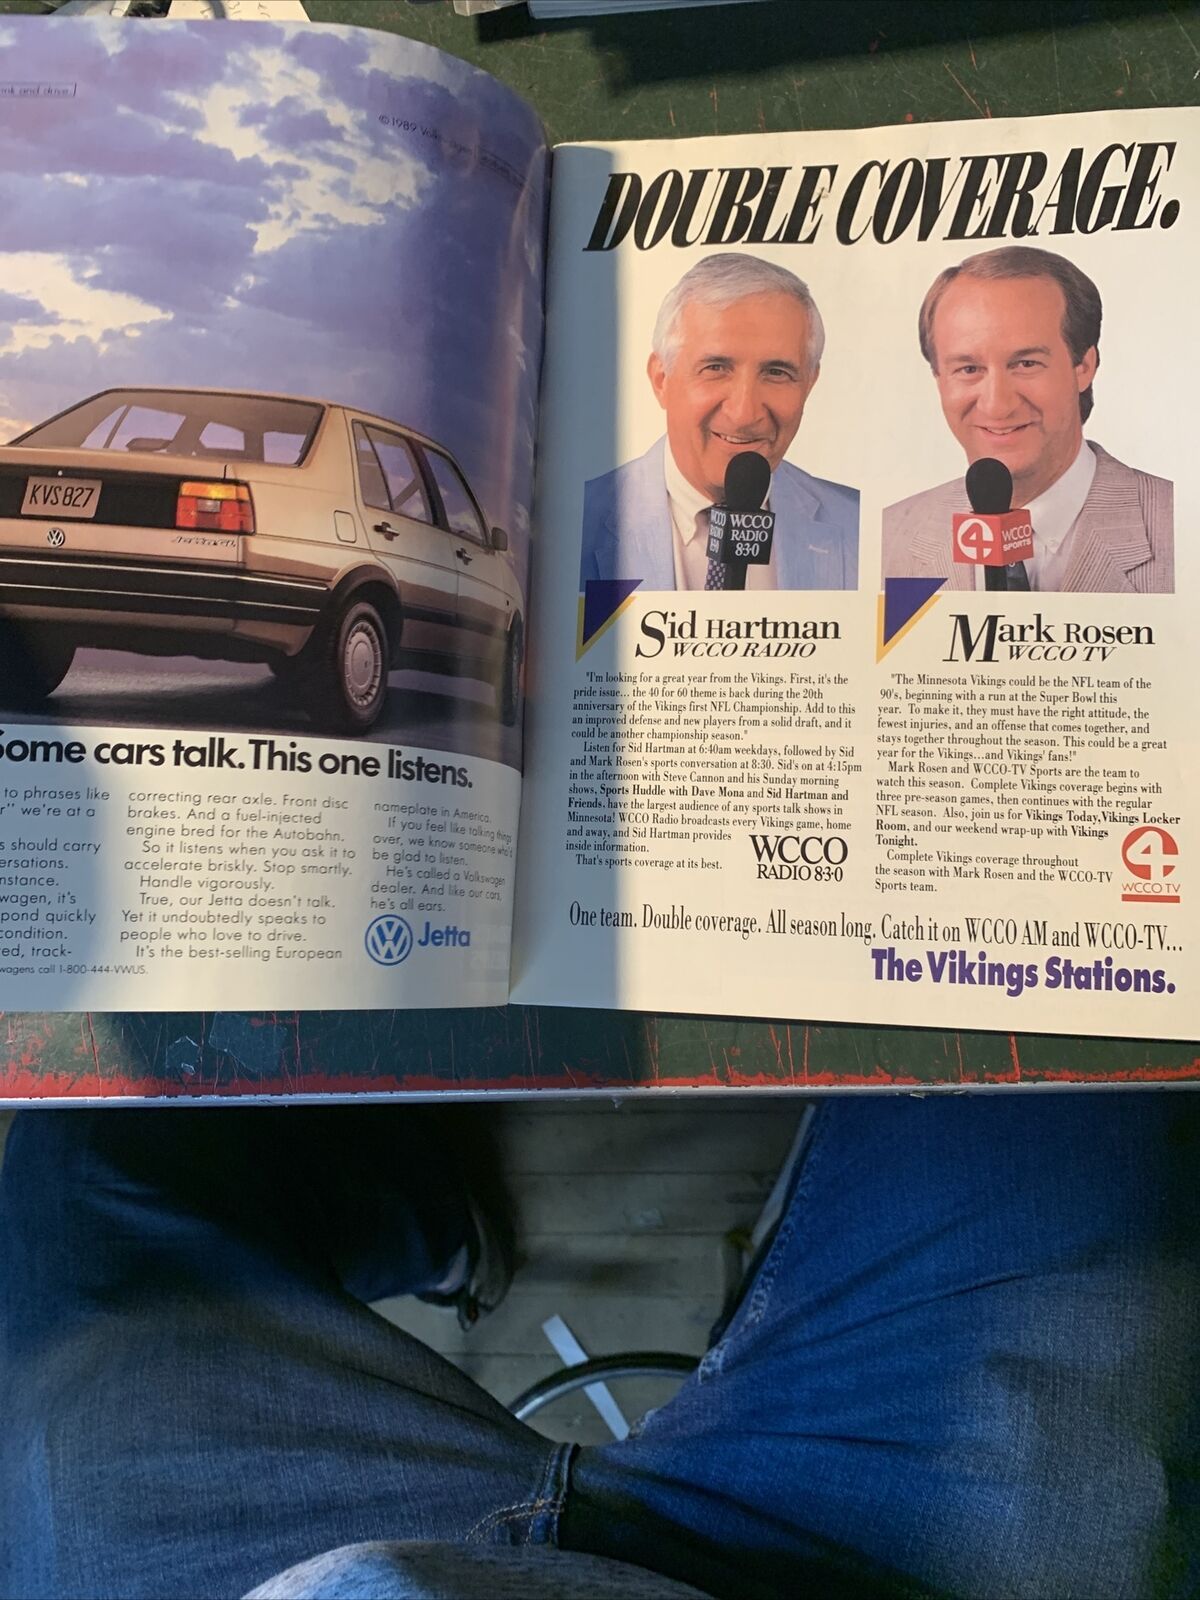 and drive.
©1989 Volkswagen
KVS 827
Jetta GL
Some cars talk. This one listens.
to phrases like
we're at a
should carry
wagen, it's
pond quickly
condition.
track-
wagens call 1-800-444-VWUS.
correcting rear axle. Front disc
brakes. And a fuel-injected
engine bred for the Autobahn.
So it listens when you ask it to
accelerate briskly. Stop smartly.
Handle vigorously.
True, our Jetta doesn't talk.
Yet it undoubtedly speaks to
people who love to drive.
It's the best-selling European
nameplate in America.
If you feel like talking things
over, we know someone who'd
be glad to listen.
He's called a Volkswagen
dealer. And like our cars,
he's all ears.
Jetta
DOUBLE COVERAGE.
WCCO
RADIO
8·3·0
WCCO
RADIO
8·3·0
4 WCCO
SPORTS
Sid Hartman
WCCO RADIO
"I'm looking for a great year from the Vikings. First, it's the
pride issue... the 40 for 60 theme is back during the 20th
anniversary of the Vikings first NFL Championship. Add to this
an improved defense and new players from a solid draft, and it
could be another championship season."
Listen for Sid Hartman at 6:40am weekdays, followed by Sid
and Mark Rosen's sports conversation at 8:30. Sid's on at 4:15pm
in the afternoon with Steve Cannon and his Sunday morning
shows, Sports Huddle with Dave Mona and Sid Hartman and
Friends, have the largest audience of any sports talk shows in
Minnesota! WCCO Radio broadcasts every Vikings game, home
and away, and Sid Hartman provides
inside information.
That's sports coverage at its best.
WCCO
RADIO 8·3·0
Mark Rosen
WCCO TV
"The Minnesota Vikings could be the NFL team of the
90's, beginning with a run at the Super Bowl this
year. To make it, they must have the right attitude, the
fewest injuries, and an offense that comes together, and
stays together throughout the season. This could be a great
year for the Vikings...and Vikings' fans!"
Mark Rosen and WCCO-TV Sports are the team to
watch this season. Complete Vikings coverage begins with
three pre-season games, then continues with the regular
NFL season. Also, join us for Vikings Today, Vikings Locker
Room, and our weekend wrap-up with Vikings
Tonight.
Complete Vikings coverage throughout
the season with Mark Rosen and the WCCO-TV
Sports team.
4
WCCO TV
One team. Double coverage. All season long. Catch it on WCCO AM and WCCO-TV...
The Vikings Stations.